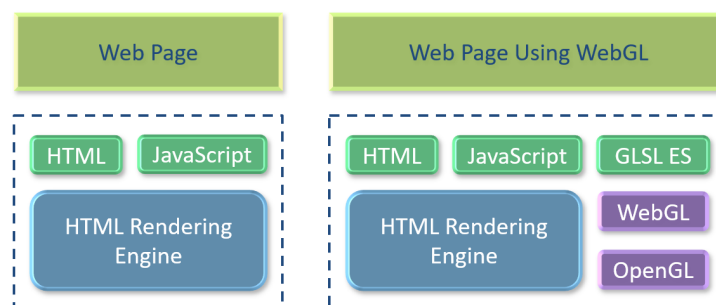 Web Page
Web Page Using WebGL
HTML
JavaScript
HTML Rendering
Engine
HTML
JavaScript
GLSL ES
HTML Rendering
Engine
WebGL
OpenGL